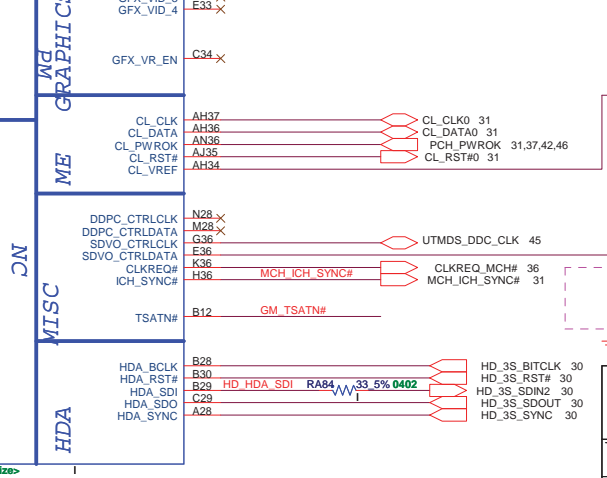 GFX_VID_4 E33
GFX_VR_EN C34
GRAPHICS
PM
CL_CLK AH37 CL_CLK0 31
CL_DATA AH36 CL_DATA0 31
CL_PWROK AN36 PCH_PWROK 31,37,42,46
CL_RST# AJ35 CL_RST#0 31
CL_VREF AH34
ME
DDPC_CTRLCLK N28
DDPC_CTRLDATA M28
SDVO_CTRLCLK G36 UTMDS_DDC_CLK 45
SDVO_CTRLDATA E36
CLKREQ# K36 CLKREQ_MCH# 36
ICH_SYNC# H36 MCH_ICH_SYNC# MCH_ICH_SYNC# 31
TSATN# B12 GM_TSATN#
NC
MISC
HDA_BCLK B28 HD_3S_BITCLK 30
HDA_RST# B30 HD_3S_RST# 30
HDA_SDI B29 HD_HDA_SDI RA84 33_5% 0402 HD_3S_SDIN2 30
HDA_SDO C29 HD_3S_SDOUT 30
HDA_SYNC A28 HD_3S_SYNC 30
HDA
ize>